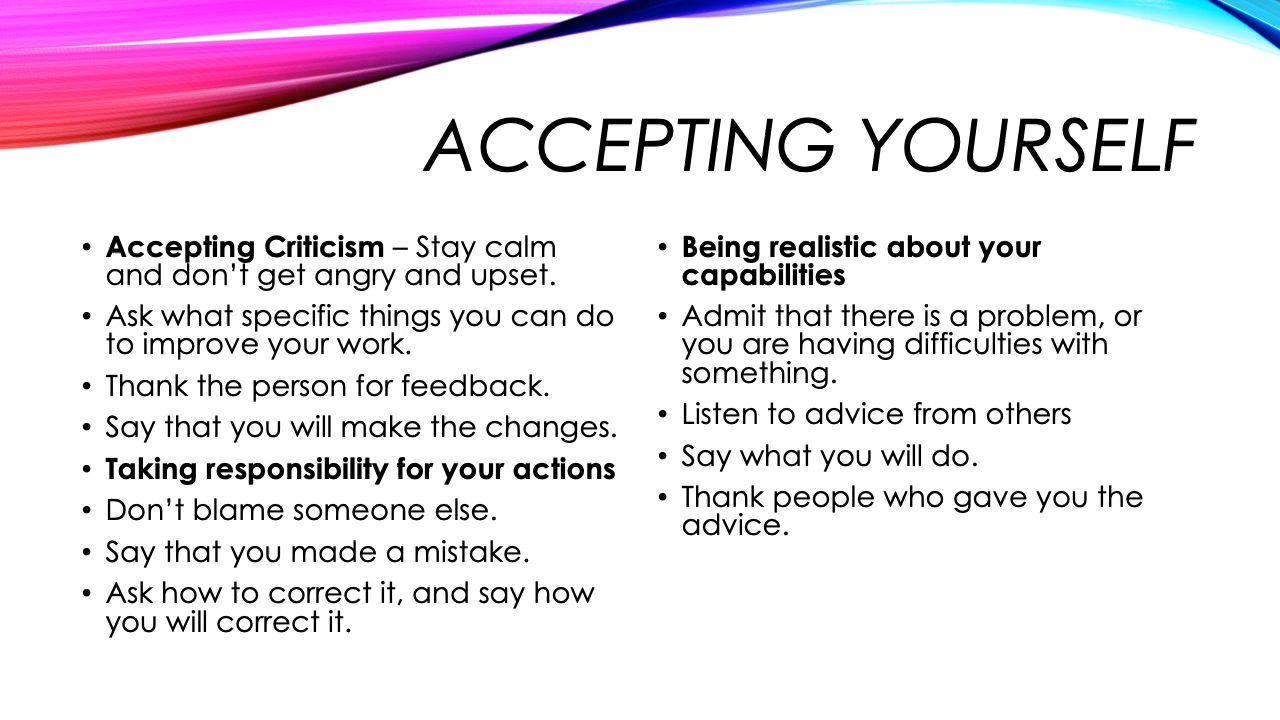 ACCEPTING YOURSELF
• Accepting Criticism – Stay calm
and don’t get angry and upset.
• Ask what specific things you can do
to improve your work.
• Thank the person for feedback.
• Say that you will make the changes.
• Taking responsibility for your actions
• Don’t blame someone else.
• Say that you made a mistake.
• Ask how to correct it, and say how
you will correct it.
• Being realistic about your
capabilities
• Admit that there is a problem, or
you are having difficulties with
something.
• Listen to advice from others
• Say what you will do.
• Thank people who gave you the
advice.